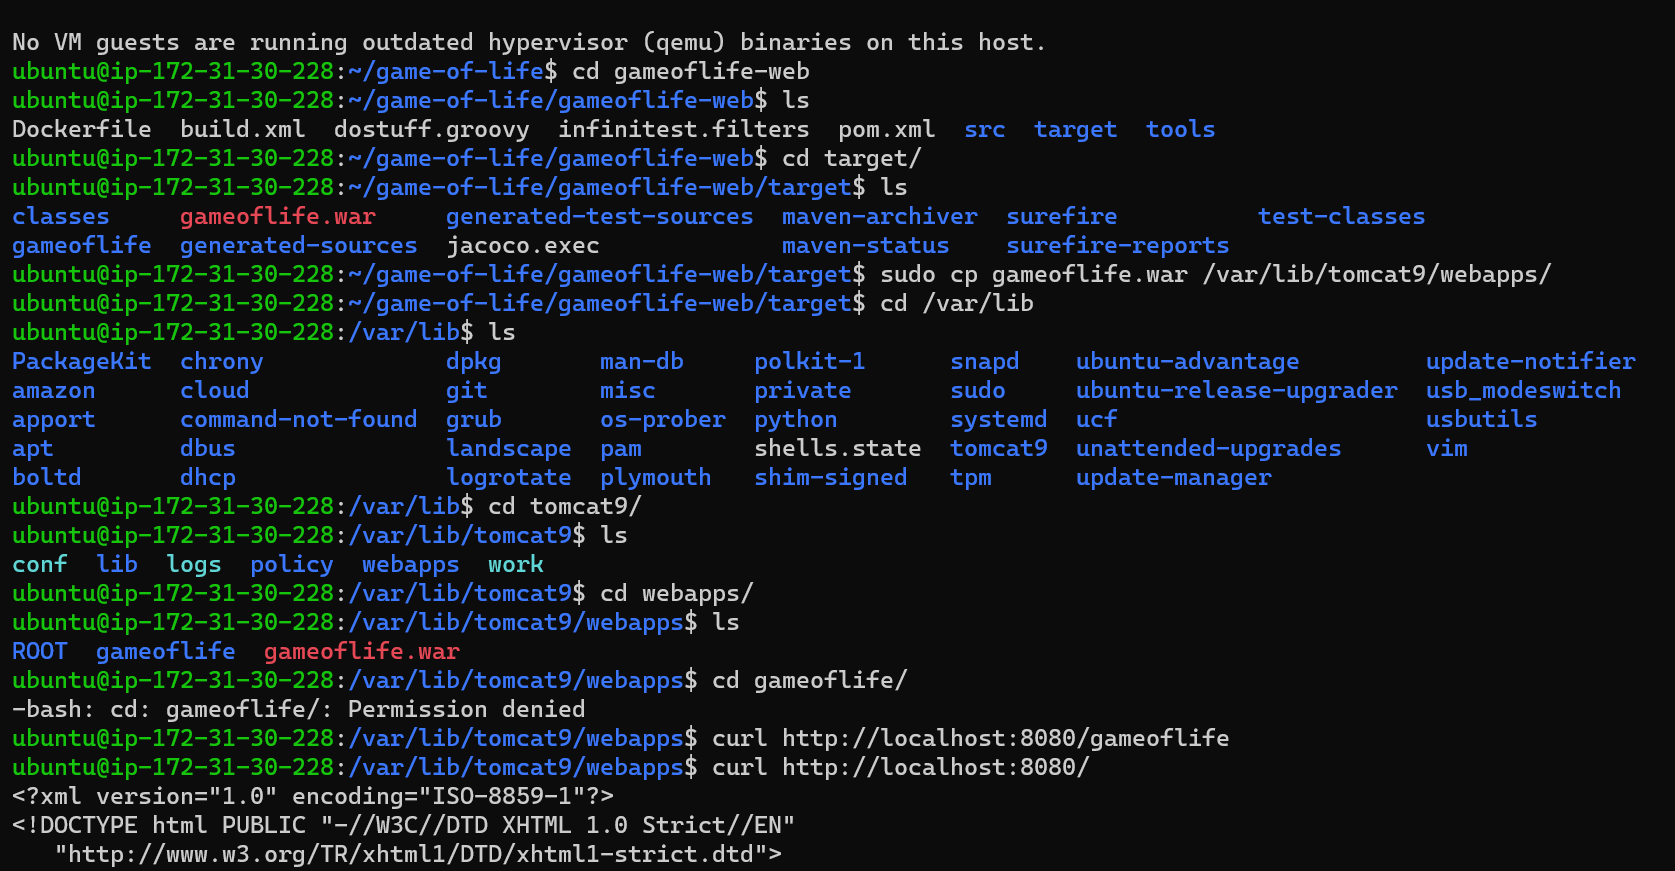 No VM guests are running outdated hypervisor (qemu) binaries on this host.
ubuntu@ip-172-31-30-228:~/game-of-life$ cd gameoflife-web
ubuntu@ip-172-31-30-228:~/game-of-life/gameoflife-web$ ls
Dockerfile  build.xml  dostuff.groovy  infinitest.filters  pom.xml  src  target  tools
ubuntu@ip-172-31-30-228:~/game-of-life/gameoflife-web$ cd target/
ubuntu@ip-172-31-30-228:~/game-of-life/gameoflife-web/target$ ls
classes     gameoflife.war     generated-test-sources  maven-archiver  surefire          test-classes
gameoflife  generated-sources  jacoco.exec             maven-status    surefire-reports
ubuntu@ip-172-31-30-228:~/game-of-life/gameoflife-web/target$ sudo cp gameoflife.war /var/lib/tomcat9/webapps/
ubuntu@ip-172-31-30-228:~/game-of-life/gameoflife-web/target$ cd /var/lib
ubuntu@ip-172-31-30-228:/var/lib$ ls
PackageKit  chrony             dpkg       man-db     polkit-1      snapd    ubuntu-advantage         update-notifier
amazon      cloud              git        misc       private       sudo     ubuntu-release-upgrader  usb_modeswitch
apport      command-not-found  grub       os-prober  python        systemd  ucf                      usbutils
apt         dbus               landscape  pam        shells.state  tomcat9  unattended-upgrades      vim
boltd       dhcp               logrotate  plymouth   shim-signed   tpm      update-manager
ubuntu@ip-172-31-30-228:/var/lib$ cd tomcat9/
ubuntu@ip-172-31-30-228:/var/lib/tomcat9$ ls
conf  lib  logs  policy  webapps  work
ubuntu@ip-172-31-30-228:/var/lib/tomcat9$ cd webapps/
ubuntu@ip-172-31-30-228:/var/lib/tomcat9/webapps$ ls
ROOT  gameoflife  gameoflife.war
ubuntu@ip-172-31-30-228:/var/lib/tomcat9/webapps$ cd gameoflife/
-bash: cd: gameoflife/: Permission denied
ubuntu@ip-172-31-30-228:/var/lib/tomcat9/webapps$ curl http://localhost:8080/gameoflife
ubuntu@ip-172-31-30-228:/var/lib/tomcat9/webapps$ curl http://localhost:8080/
<?xml version="1.0" encoding="ISO-8859-1"?>
<!DOCTYPE html PUBLIC "-//W3C//DTD XHTML 1.0 Strict//EN"
   "http://www.w3.org/TR/xhtml1/DTD/xhtml1-strict.dtd">